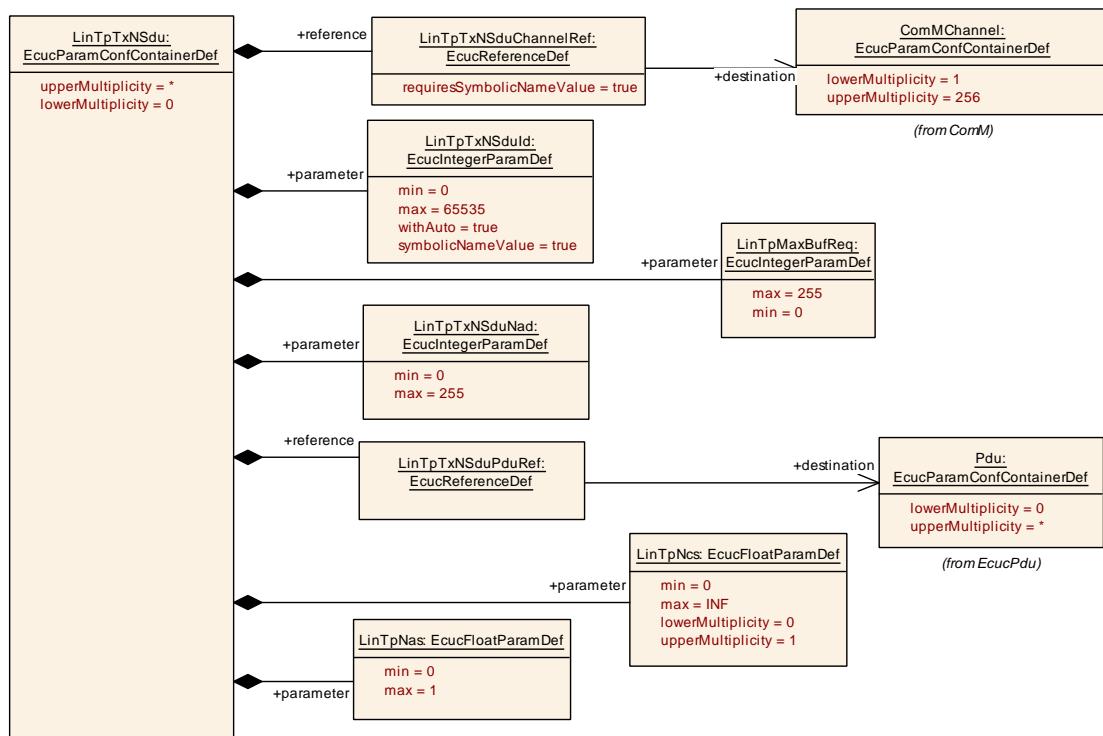 LinTpTxNSdu:
EcucParamConfContainerDef
upperMultiplicity = *
lowerMultiplicity = 0
+reference
LinTpTxNSduChannelRef:
EcucReferenceDef
requiresSymbolicNameValue = true
+destination
ComMChannel:
EcucParamConfContainerDef
lowerMultiplicity = 1
upperMultiplicity = 256
(from ComM)
+parameter
LinTpTxNSduId:
EcucIntegerParamDef
min = 0
max = 65535
withAuto = true
symbolicNameValue = true
+parameter
LinTpMaxBufReq:
EcucIntegerParamDef
max = 255
min = 0
+parameter
LinTpTxNSduNad:
EcucIntegerParamDef
min = 0
max = 255
+reference
LinTpTxNSduPduRef:
EcucReferenceDef
+destination
Pdu:
EcucParamConfContainerDef
lowerMultiplicity = 0
upperMultiplicity = *
(from EcucPdu)
+parameter
LinTpNcs: EcucFloatParamDef
min = 0
max = INF
lowerMultiplicity = 0
upperMultiplicity = 1
+parameter
LinTpNas: EcucFloatParamDef
min = 0
max = 1